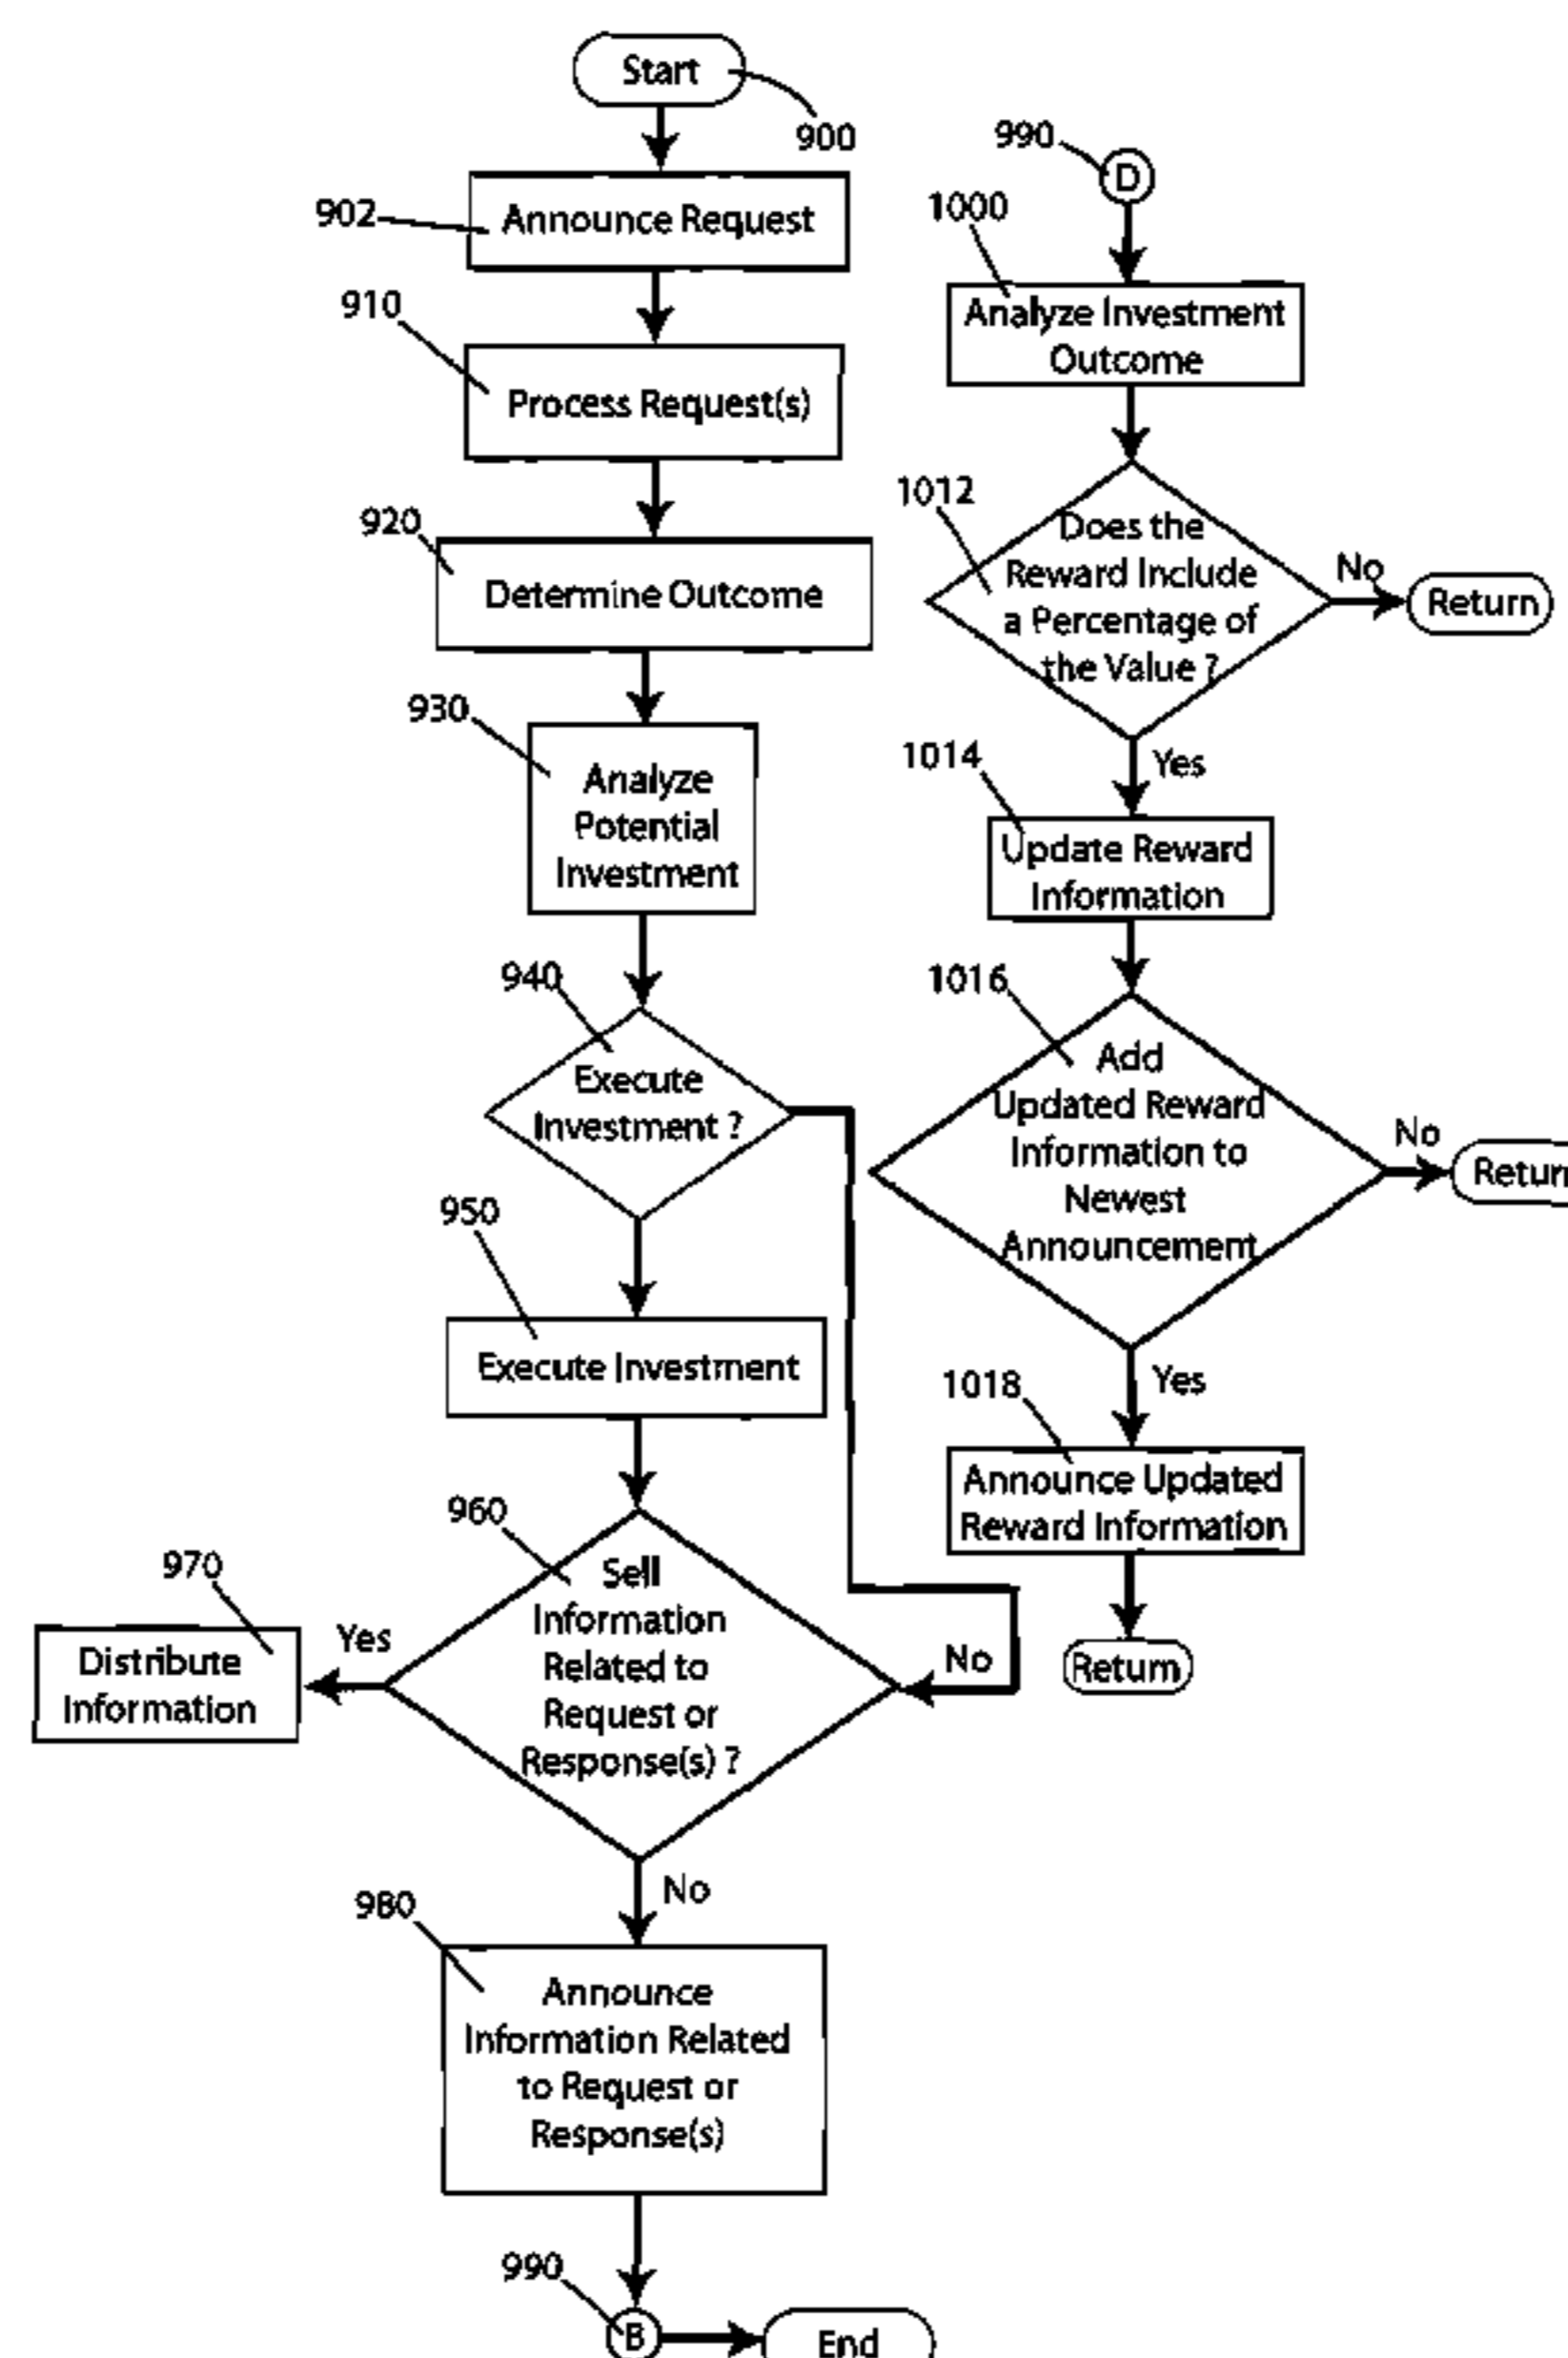 Start
900
902
Announce Request
910
Process Request(s)
920
Determine Outcome
930
Analyze
Potential
Investment
940
Execute
Investment ?
950
Execute Investment
960
Sell
Information
Related to
Request or
Response(s) ?
No
Yes
970
Distribute
Information
No
980
Announce
Information Related
to Request or
Response(s)
990
B
End
990
D
1000
Analyze Investment
Outcome
1012
Does the
Reward Include
a Percentage of
the Value ?
No
Return
Yes
1014
Update Reward
Information
1016
Add
Updated Reward
Information to
Newest
Announcement
No
Return
Yes
1018
Announce Updated
Reward Information
Return